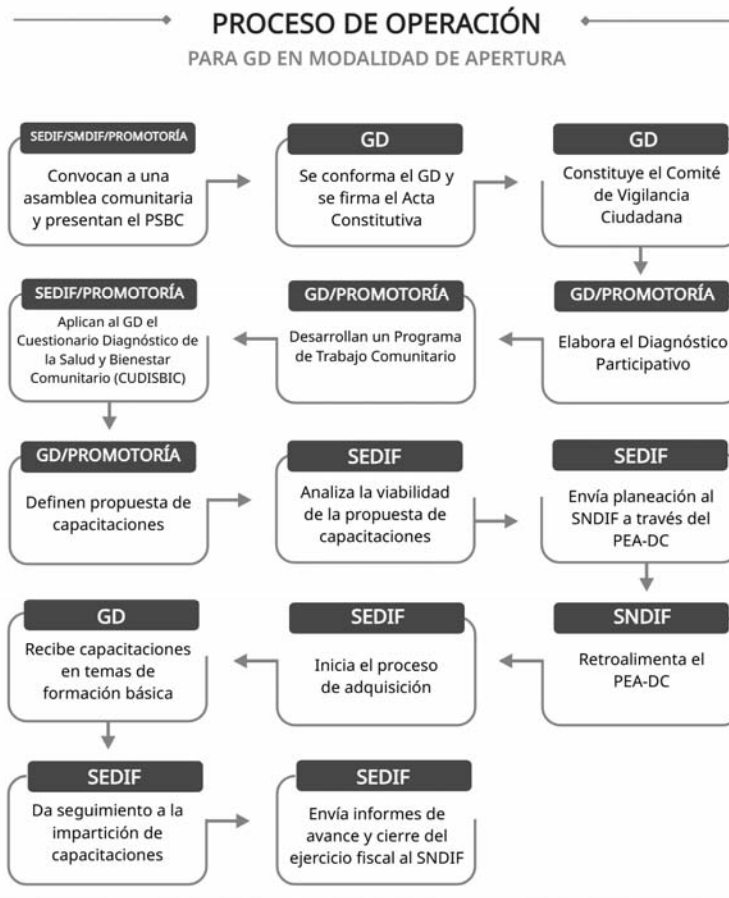 PROCESO DE OPERACIÓN
PARA GD EN MODALIDAD DE APERTURA
SEDIF/SMDIF/PROMOTORÍA
Convocan a una
asamblea comunitaria
y presentan el PSBC
GD
Se conforma el GD y
se firma el Acta
Constitutiva
GD
Constituye el Comité
de Vigilancia
Ciudadana
GD/PROMOTORÍA
Elabora el Diagnóstico
Participativo
GD/PROMOTORÍA
Desarrollan un Programa
de Trabajo Comunitario
SEDIF/PROMOTORÍA
Aplican al GD el
Cuestionario Diagnóstico de
la Salud y Bienestar
Comunitario (CUDISBIC)
GD/PROMOTORÍA
Definen propuesta de
capacitaciones
SEDIF
Analiza la viabilidad
de la propuesta de
capacitaciones
SEDIF
Envía planeación al
SNDIF a través del
PEA-DC
SNDIF
Retroalimenta el
PEA-DC
SEDIF
Inicia el proceso
de adquisición
GD
Recibe capacitaciones
en temas de
formación básica
SEDIF
Da seguimiento a la
impartición de
capacitaciones
SEDIF
Envía informes de
avance y cierre del
ejercicio fiscal al SNDIF